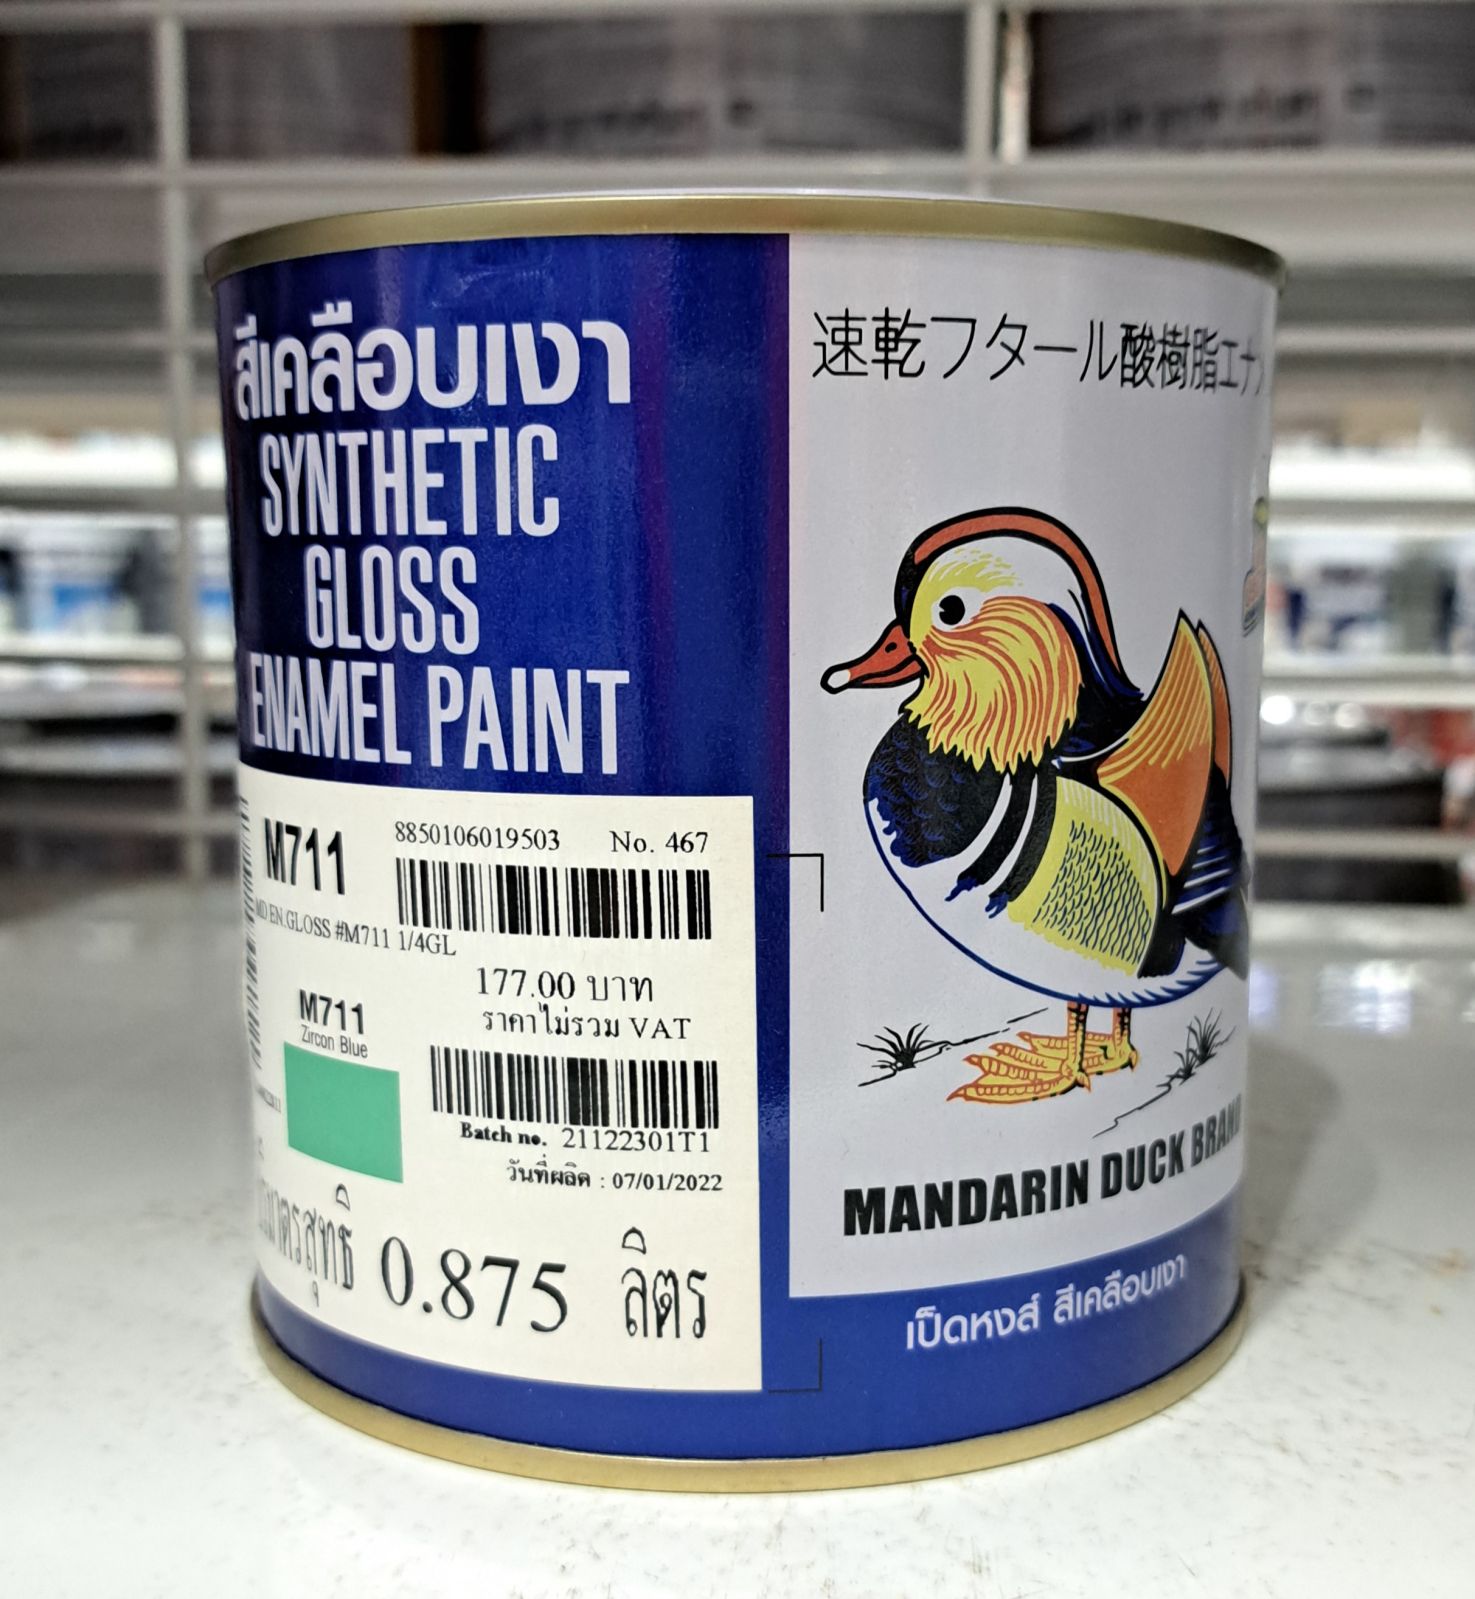 สีเคลือบเงา
SYNTHETIC
GLOSS
ENAMEL PAINT
M711
8850106019503 No. 467
MD EN.GLOSS #M711 1/4GL
177.00 บาท
ราคาไม่รวม VAT
M711
Zircon Blue
Batch no. 21122301T1
วันที่ผลิต : 07/01/2022
0.875 ลิตร
速乾フタール酸樹脂エナ
MANDARIN DUCK BRAND
เป็ดหงส์ สีเคลือบเงา